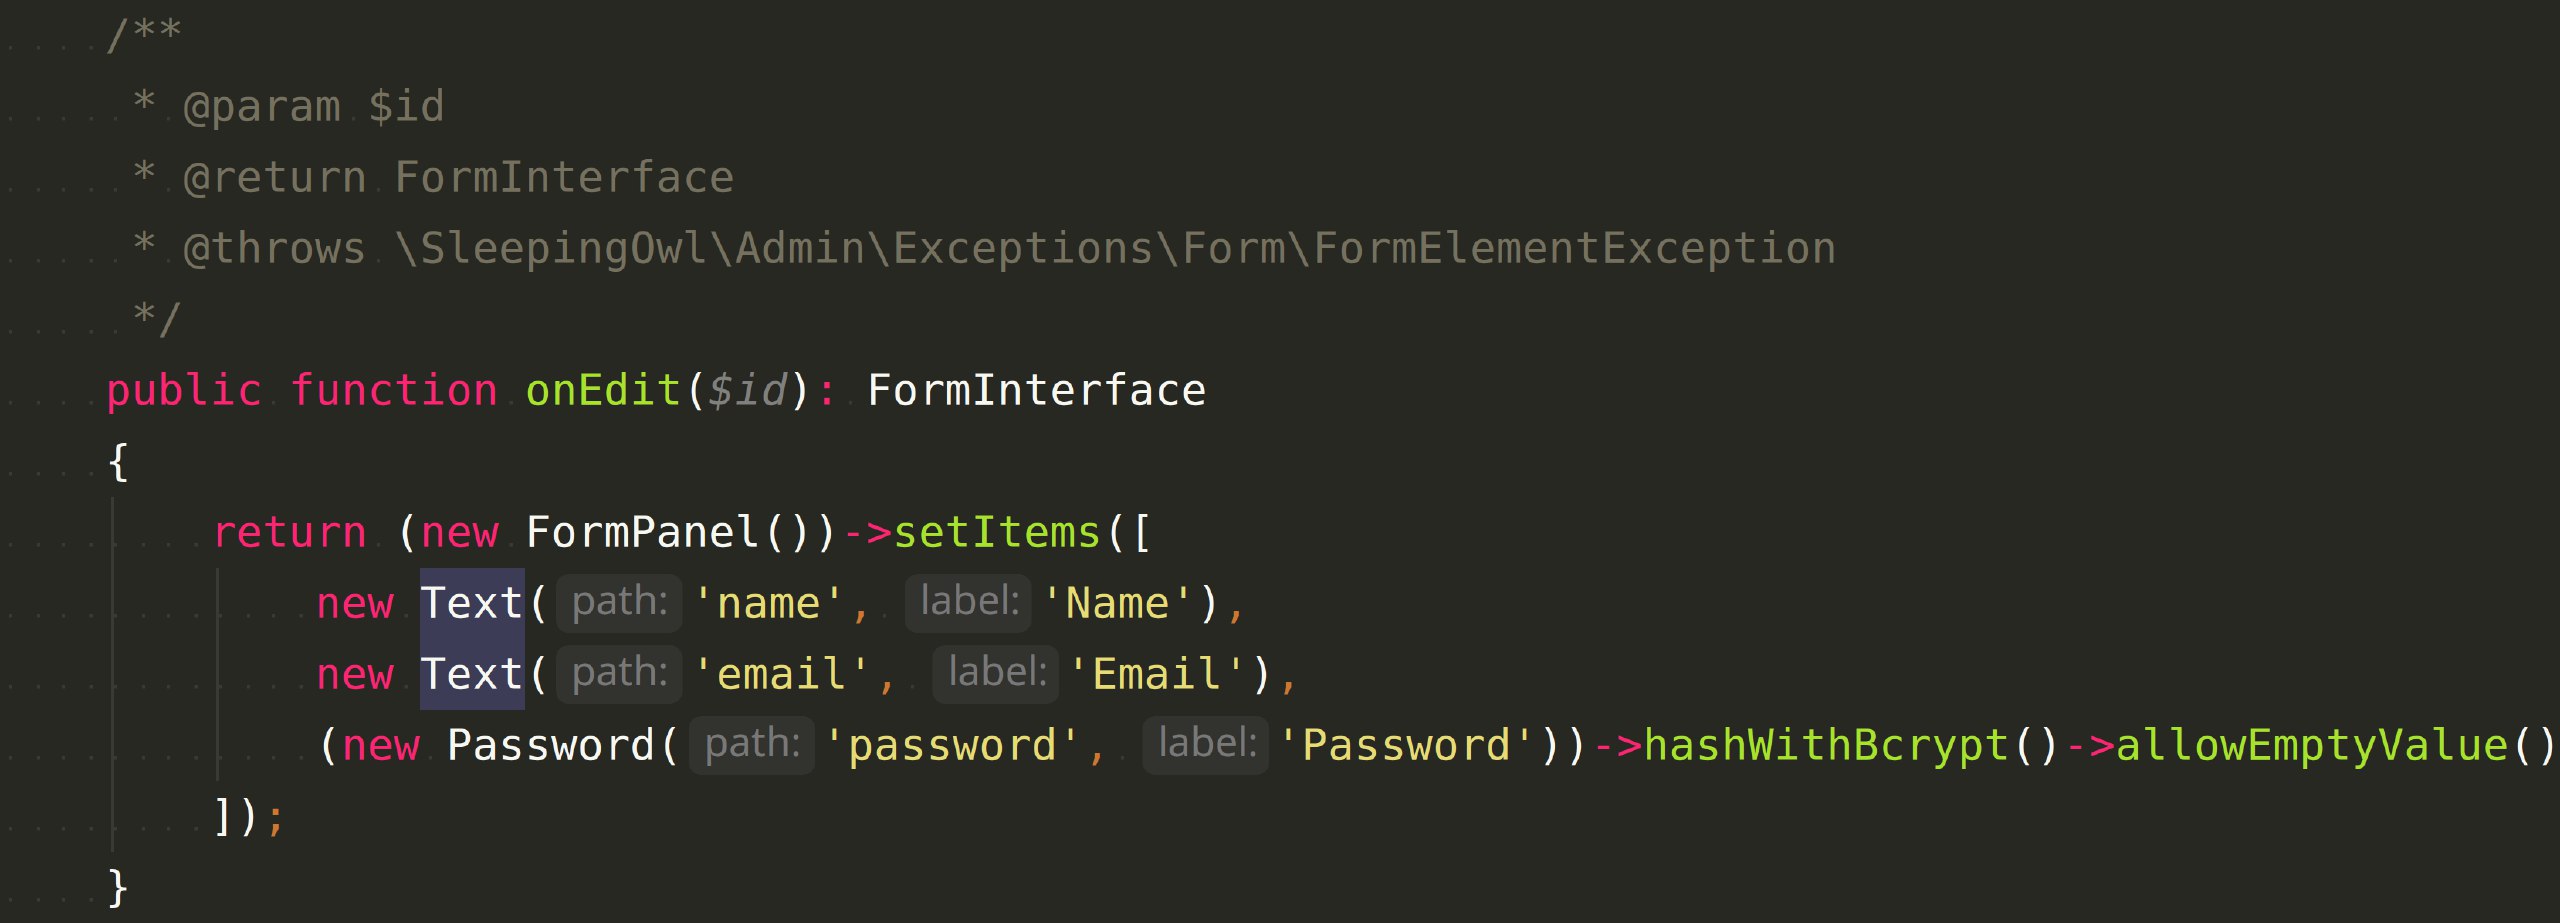 /**
 * @param $id
 * @return FormInterface
 * @throws \SleepingOwl\Admin\Exceptions\Form\FormElementException
 */
public function onEdit($id): FormInterface
{
    return (new FormPanel())->setItems([
        new Text( path: 'name', label: 'Name'),
        new Text( path: 'email', label: 'Email'),
        (new Password( path: 'password', label: 'Password'))->hashWithBcrypt()->allowEmptyValue()
    ]);
}